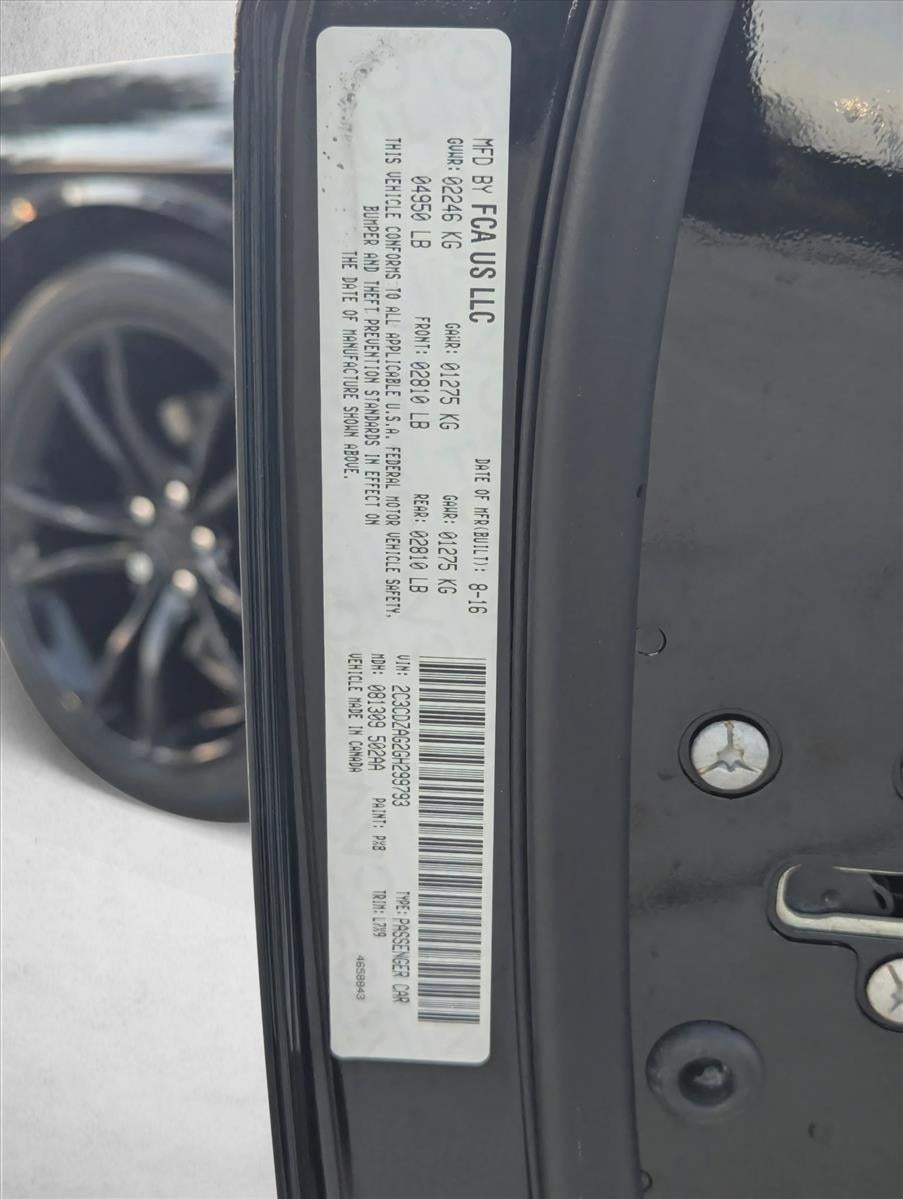 MFD BY FCA US LLC
DATE OF MFR(BUILT): 8-16
GVWR: 02246 KG
GAWR: 01275 KG
GAWR: 01275 KG
04950 LB
FRONT: 02810 LB
REAR: 02810 LB
THIS VEHICLE CONFORMS TO ALL APPLICABLE U.S.A. FEDERAL MOTOR VEHICLE SAFETY,
BUMPER AND THEFT PREVENTION STANDARDS IN EFFECT ON
THE DATE OF MANUFACTURE SHOWN ABOVE.
VIN: 2C3CDZAG2GH299793
TYPE: PASSENGER CAR
MDH: 081309 502AA
PAINT: PX8
TRIM: L7X9
VEHICLE MADE IN CANADA
4658843